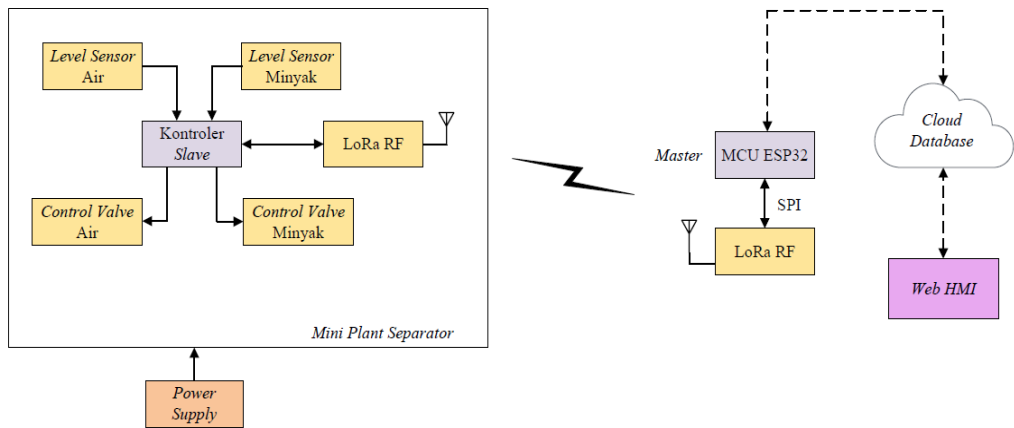 Level Sensor
Air
Level Sensor
Minyak
Kontroler
Slave
LoRa RF
Control Valve
Air
Control Valve
Minyak
Mini Plant Separator
Power
Supply
Master
MCU ESP32
SPI
LoRa RF
Cloud
Database
Web HMI